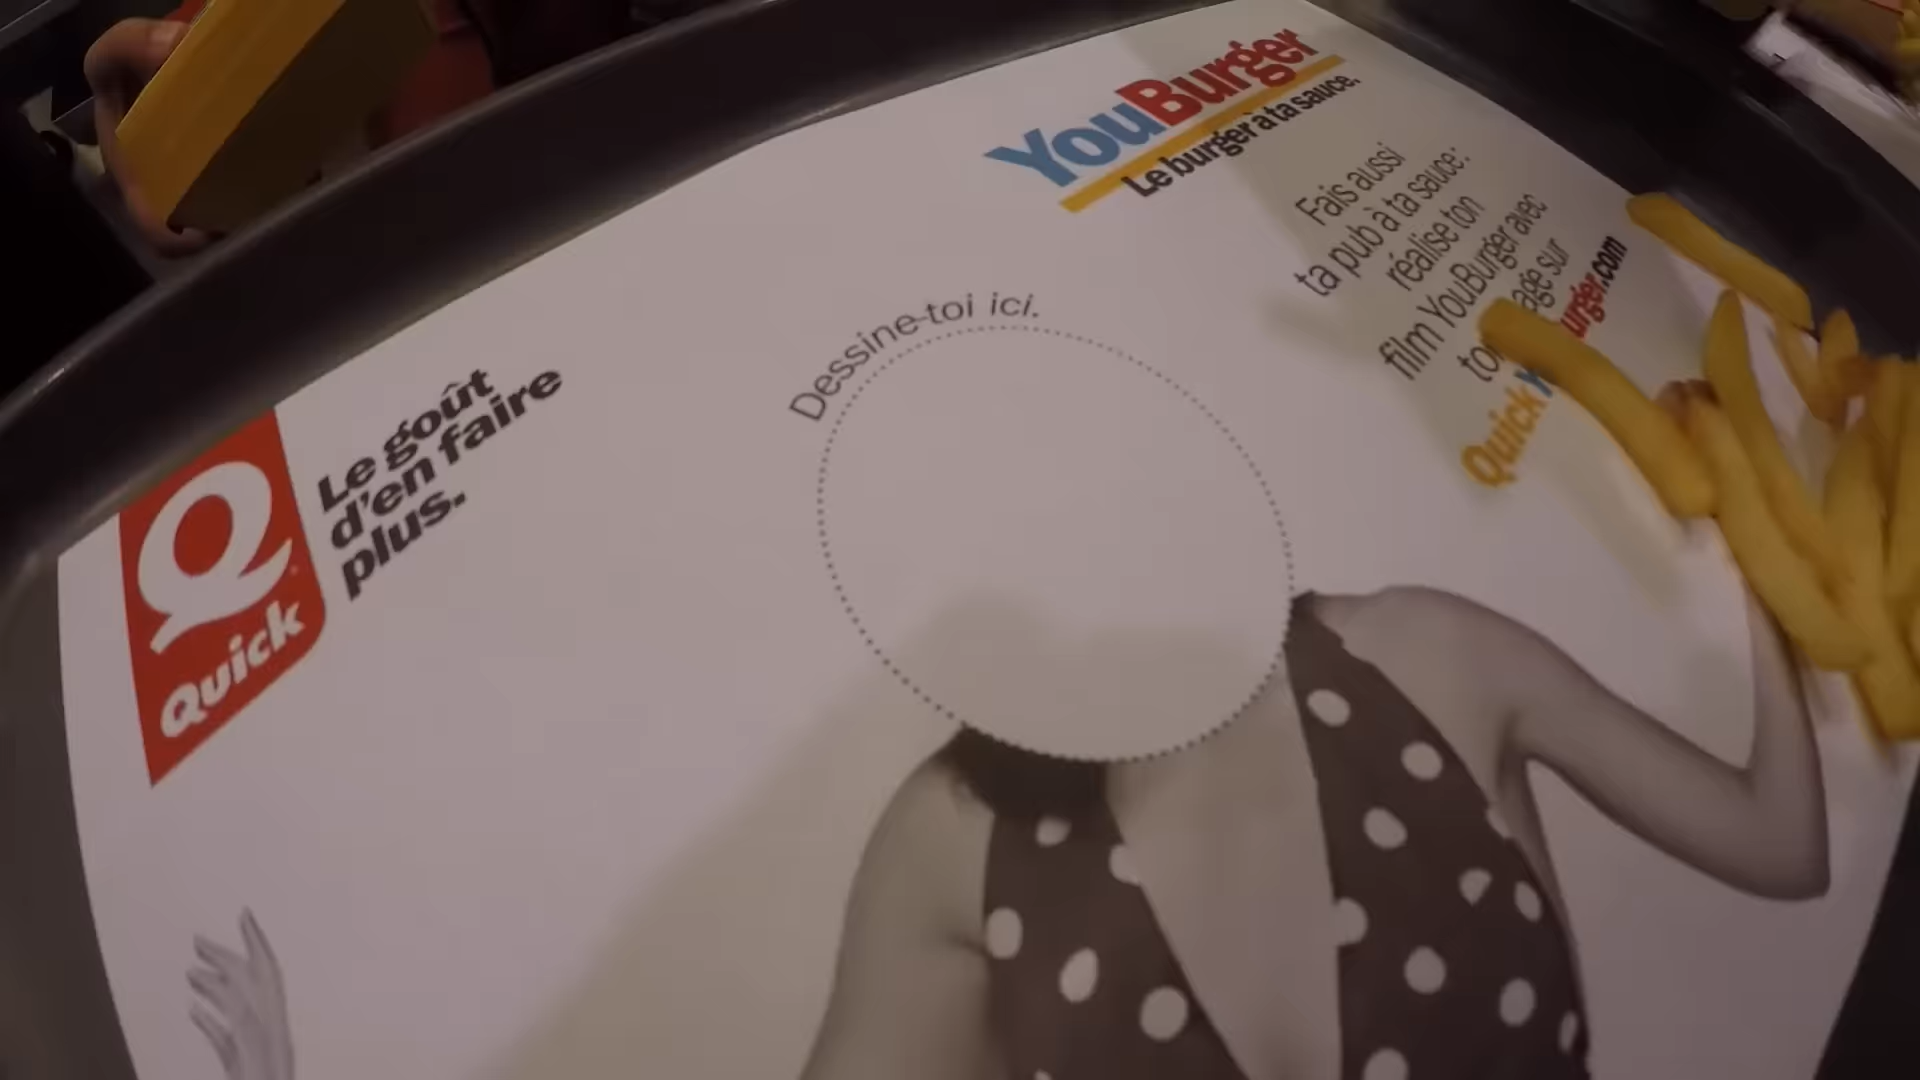 YouBurger
Le burger à ta sauce.
Fais aussi
ta pub à ta sauce:
réalise ton
film YouBurger avec
sur
Quick
.com
Dessine-toi ici.
Le goût
d'en faire
plus.
Quick